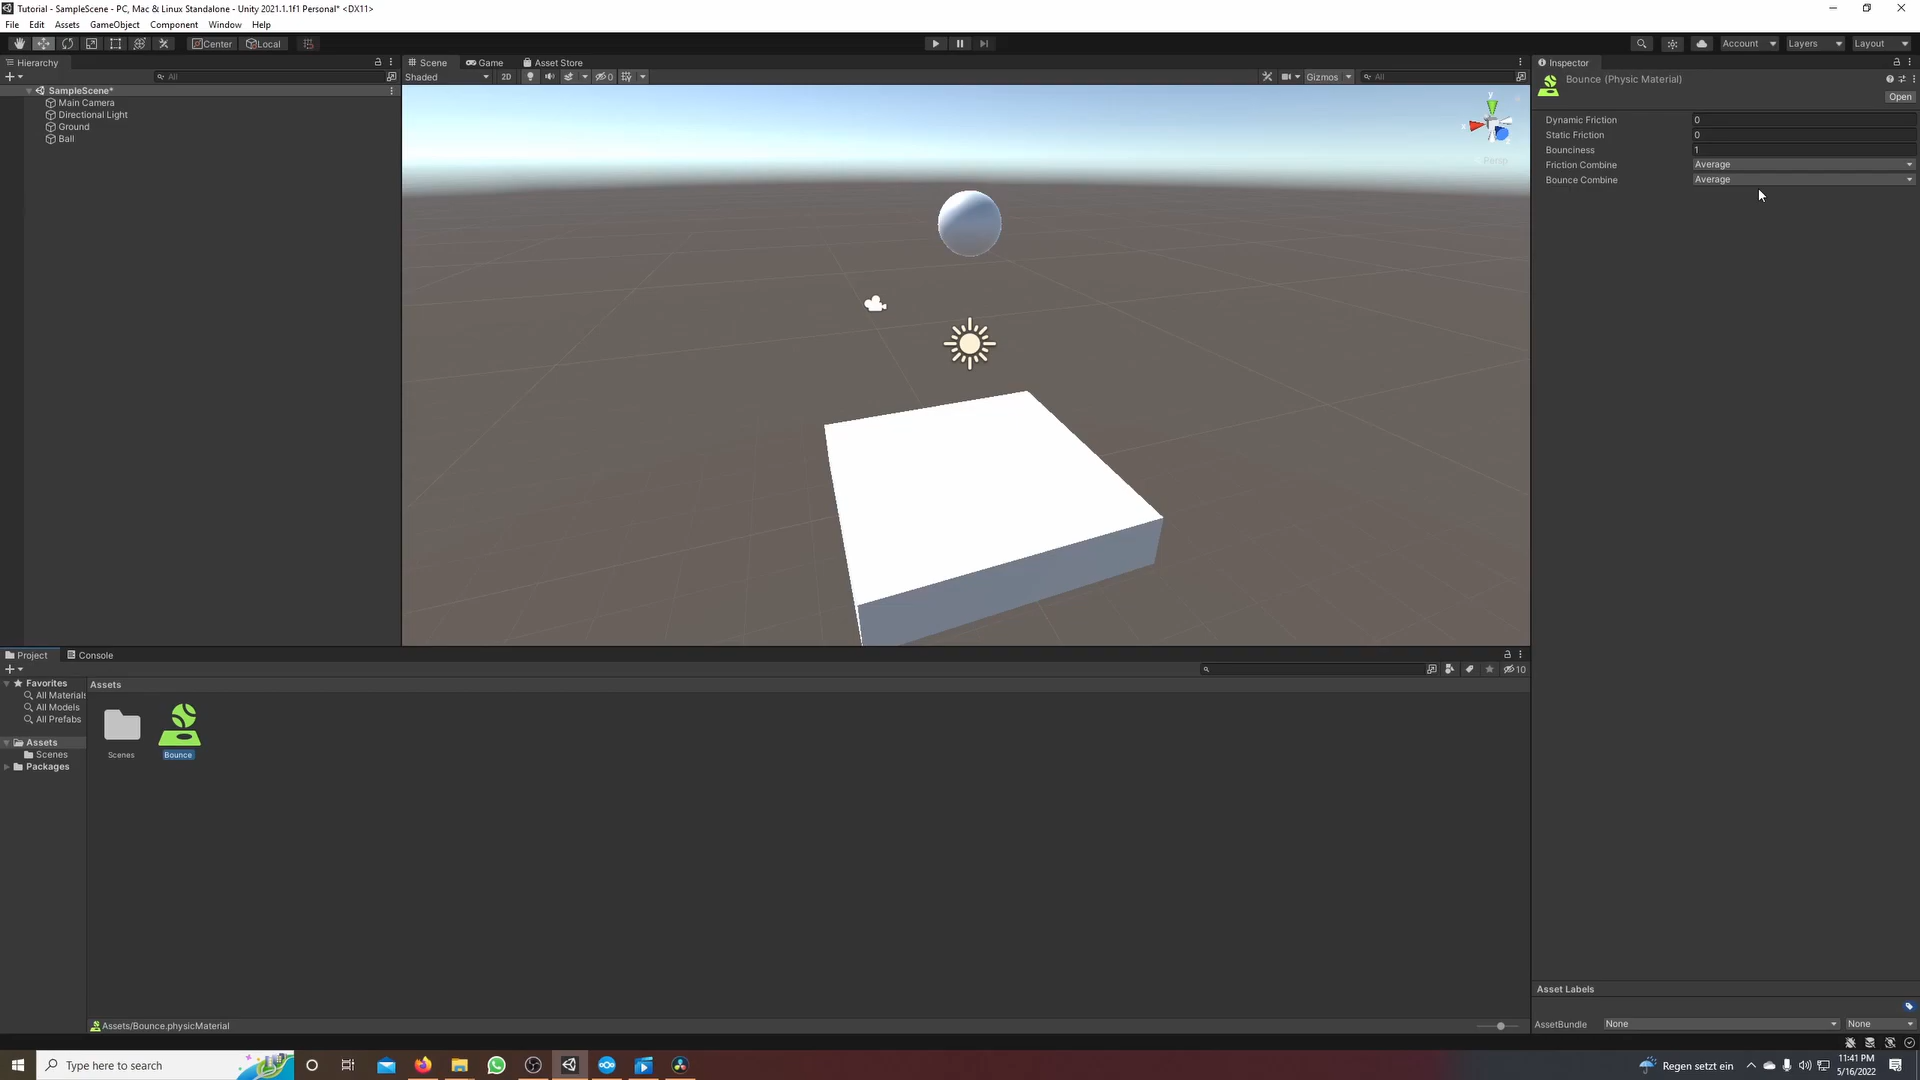 Tutorial - SampleScene - PC, Mac & Linux Standalone - Unity 2021.1.1f1 Personal* <DX11>
File Edit Assets GameObject Component Window Help
Center Local
Account Layers Layout
Hierarchy
All
SampleScene*
Main Camera
Directional Light
Ground
Ball
Scene Game Asset Store
Shaded 2D 0 Gizmos All
y
x
Persp
Inspector
Bounce (Physic Material)
Open
Dynamic Friction 0
Static Friction 0
Bounciness 1
Friction Combine Average
Bounce Combine Average
Project Console
10
Favorites
All Materials
All Models
All Prefabs
Assets
Scenes
Packages
Assets
Scenes
Bounce
Assets/Bounce.physicMaterial
Asset Labels
AssetBundle None None
Type here to search
Regen setzt ein
11:41 PM
5/16/2022